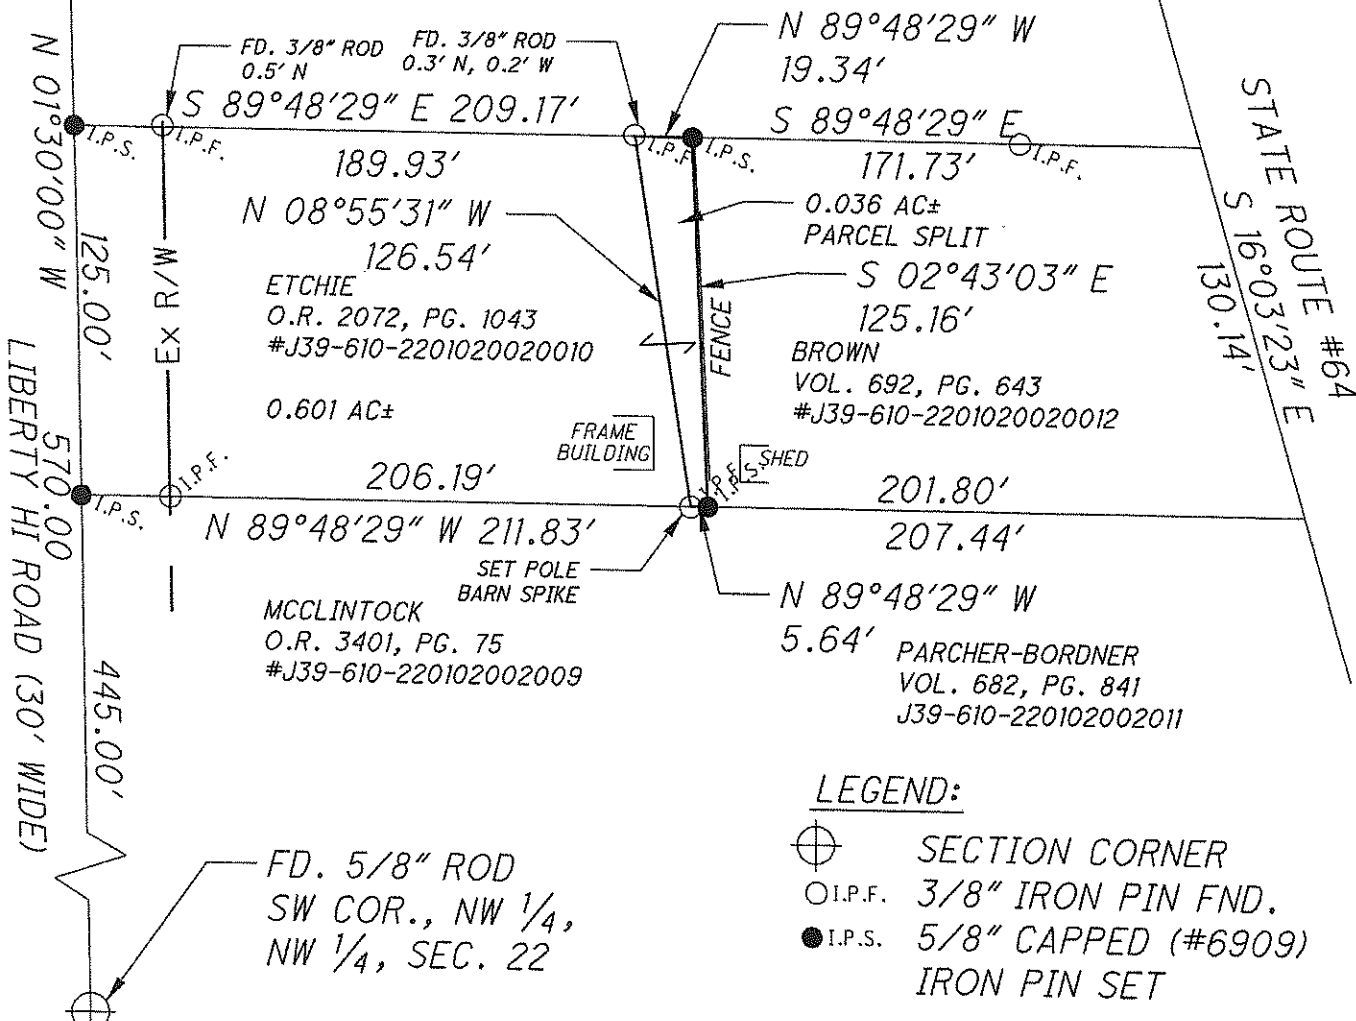 N 01°30'00" W
125.00'
570.00
LIBERTY HI ROAD (30' WIDE)
445.00'
FD. 3/8" ROD
0.5' N
FD. 3/8" ROD
0.3' N, 0.2' W
N 89°48'29" W
19.34'
S 89°48'29" E 209.17'
S 89°48'29" E
I.P.S.
I.P.F.
I.P.F.
I.P.S.
I.P.F.
189.93'
171.73'
N 08°55'31" W
126.54'
0.036 AC±
PARCEL SPLIT
S 02°43'03" E
125.16'
STATE ROUTE #64
S 16°03'23" E
130.14'
Ex R/W
ETCHIE
O.R. 2072, PG. 1043
#J39-610-2201020020010
0.601 AC±
FENCE
BROWN
VOL. 692, PG. 643
#J39-610-2201020020012
FRAME
BUILDING
SHED
I.P.F.
I.P.S.
I.P.F.
I.P.S.
206.19'
201.80'
N 89°48'29" W 211.83'
207.44'
SET POLE
BARN SPIKE
N 89°48'29" W
5.64'
MCCLINTOCK
O.R. 3401, PG. 75
#J39-610-220102002009
PARCHER-BORDNER
VOL. 682, PG. 841
J39-610-220102002011
FD. 5/8" ROD
SW COR., NW 1/4,
NW 1/4, SEC. 22
LEGEND:
SECTION CORNER
I.P.F. 3/8" IRON PIN FND.
I.P.S. 5/8" CAPPED (#6909)
IRON PIN SET